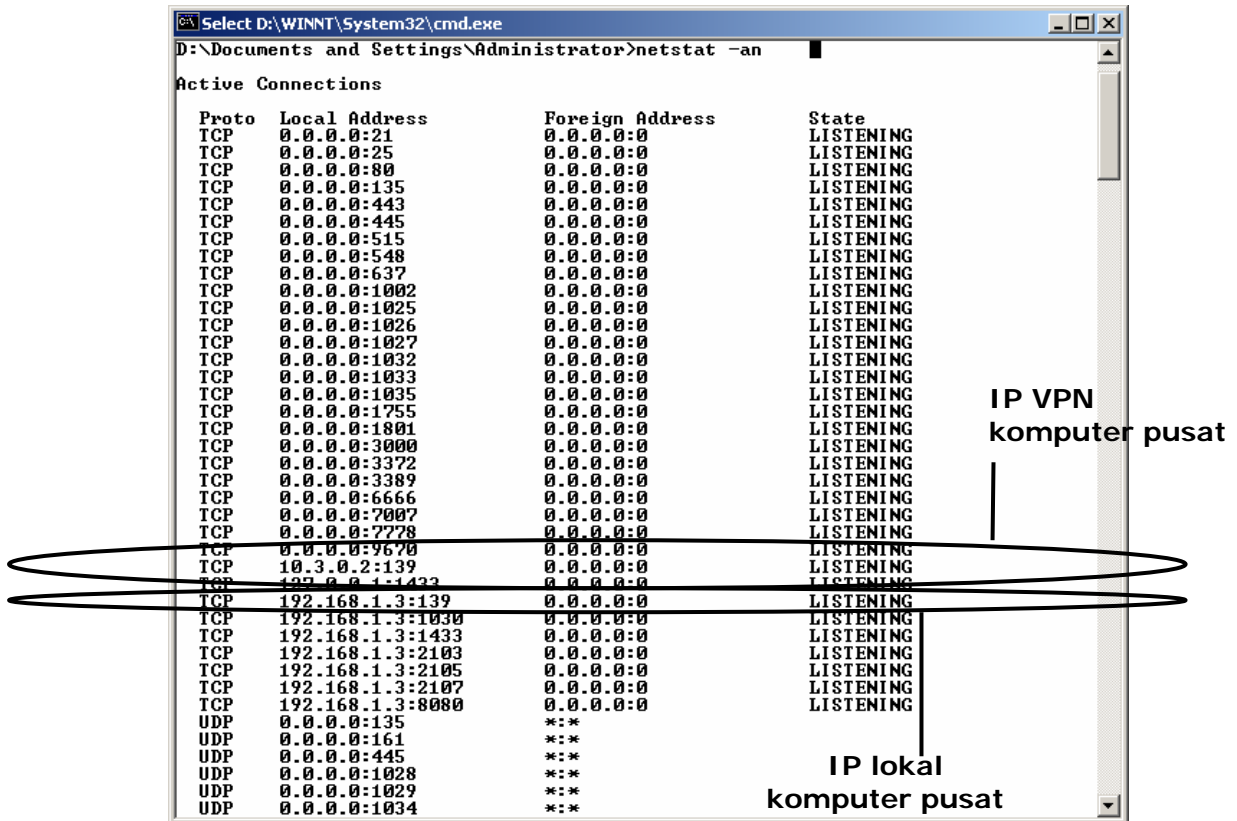 Select D:\WINNT\System32\cmd.exe
D:\Documents and Settings\Administrator>netstat -an
Active Connections
Proto Local Address Foreign Address State
TCP 0.0.0.0:21 0.0.0.0:0 LISTENING
TCP 0.0.0.0:25 0.0.0.0:0 LISTENING
TCP 0.0.0.0:80 0.0.0.0:0 LISTENING
TCP 0.0.0.0:135 0.0.0.0:0 LISTENING
TCP 0.0.0.0:443 0.0.0.0:0 LISTENING
TCP 0.0.0.0:445 0.0.0.0:0 LISTENING
TCP 0.0.0.0:515 0.0.0.0:0 LISTENING
TCP 0.0.0.0:548 0.0.0.0:0 LISTENING
TCP 0.0.0.0:637 0.0.0.0:0 LISTENING
TCP 0.0.0.0:1002 0.0.0.0:0 LISTENING
TCP 0.0.0.0:1025 0.0.0.0:0 LISTENING
TCP 0.0.0.0:1026 0.0.0.0:0 LISTENING
TCP 0.0.0.0:1027 0.0.0.0:0 LISTENING
TCP 0.0.0.0:1032 0.0.0.0:0 LISTENING
TCP 0.0.0.0:1033 0.0.0.0:0 LISTENING
TCP 0.0.0.0:1035 0.0.0.0:0 LISTENING
TCP 0.0.0.0:1755 0.0.0.0:0 LISTENING
TCP 0.0.0.0:1801 0.0.0.0:0 LISTENING
TCP 0.0.0.0:3000 0.0.0.0:0 LISTENING
TCP 0.0.0.0:3372 0.0.0.0:0 LISTENING
TCP 0.0.0.0:3389 0.0.0.0:0 LISTENING
TCP 0.0.0.0:6666 0.0.0.0:0 LISTENING
TCP 0.0.0.0:7007 0.0.0.0:0 LISTENING
TCP 0.0.0.0:7778 0.0.0.0:0 LISTENING
TCP 0.0.0.0:9670 0.0.0.0:0 LISTENING
TCP 10.3.0.2:139 0.0.0.0:0 LISTENING
TCP 127.0.0.1:1433 0.0.0.0:0 LISTENING
TCP 192.168.1.3:139 0.0.0.0:0 LISTENING
TCP 192.168.1.3:1030 0.0.0.0:0 LISTENING
TCP 192.168.1.3:1433 0.0.0.0:0 LISTENING
TCP 192.168.1.3:2103 0.0.0.0:0 LISTENING
TCP 192.168.1.3:2105 0.0.0.0:0 LISTENING
TCP 192.168.1.3:2107 0.0.0.0:0 LISTENING
TCP 192.168.1.3:8080 0.0.0.0:0 LISTENING
UDP 0.0.0.0:135 *:*
UDP 0.0.0.0:161 *:*
UDP 0.0.0.0:445 *:*
UDP 0.0.0.0:1028 *:*
UDP 0.0.0.0:1029 *:*
UDP 0.0.0.0:1034 *:*
IP VPN
komputer pusat
IP lokal
komputer pusat